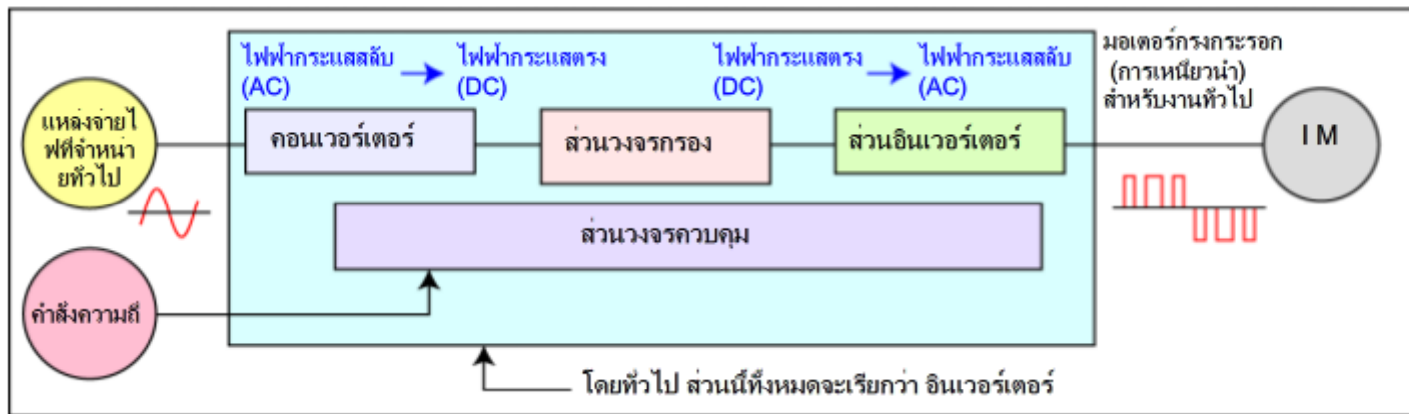 ไฟฟ้ากระแสสลับ
(AC)
ไฟฟ้ากระแสตรง
(DC)
ไฟฟ้ากระแสตรง
(DC)
ไฟฟ้ากระแสสลับ
(AC)
มอเตอร์กรงกระรอก
(การเหนี่ยวนำ)
สำหรับงานทั่วไป
แหล่งจ่ายไ
ฟที่จำหน่า
ยทั่วไป
คอนเวอร์เตอร์
ส่วนวงจรกรอง
ส่วนอินเวอร์เตอร์
I M
ส่วนวงจรควบคุม
คำสั่งความถี่
โดยทั่วไป ส่วนนี้ทั้งหมดจะเรียกว่า อินเวอร์เตอร์